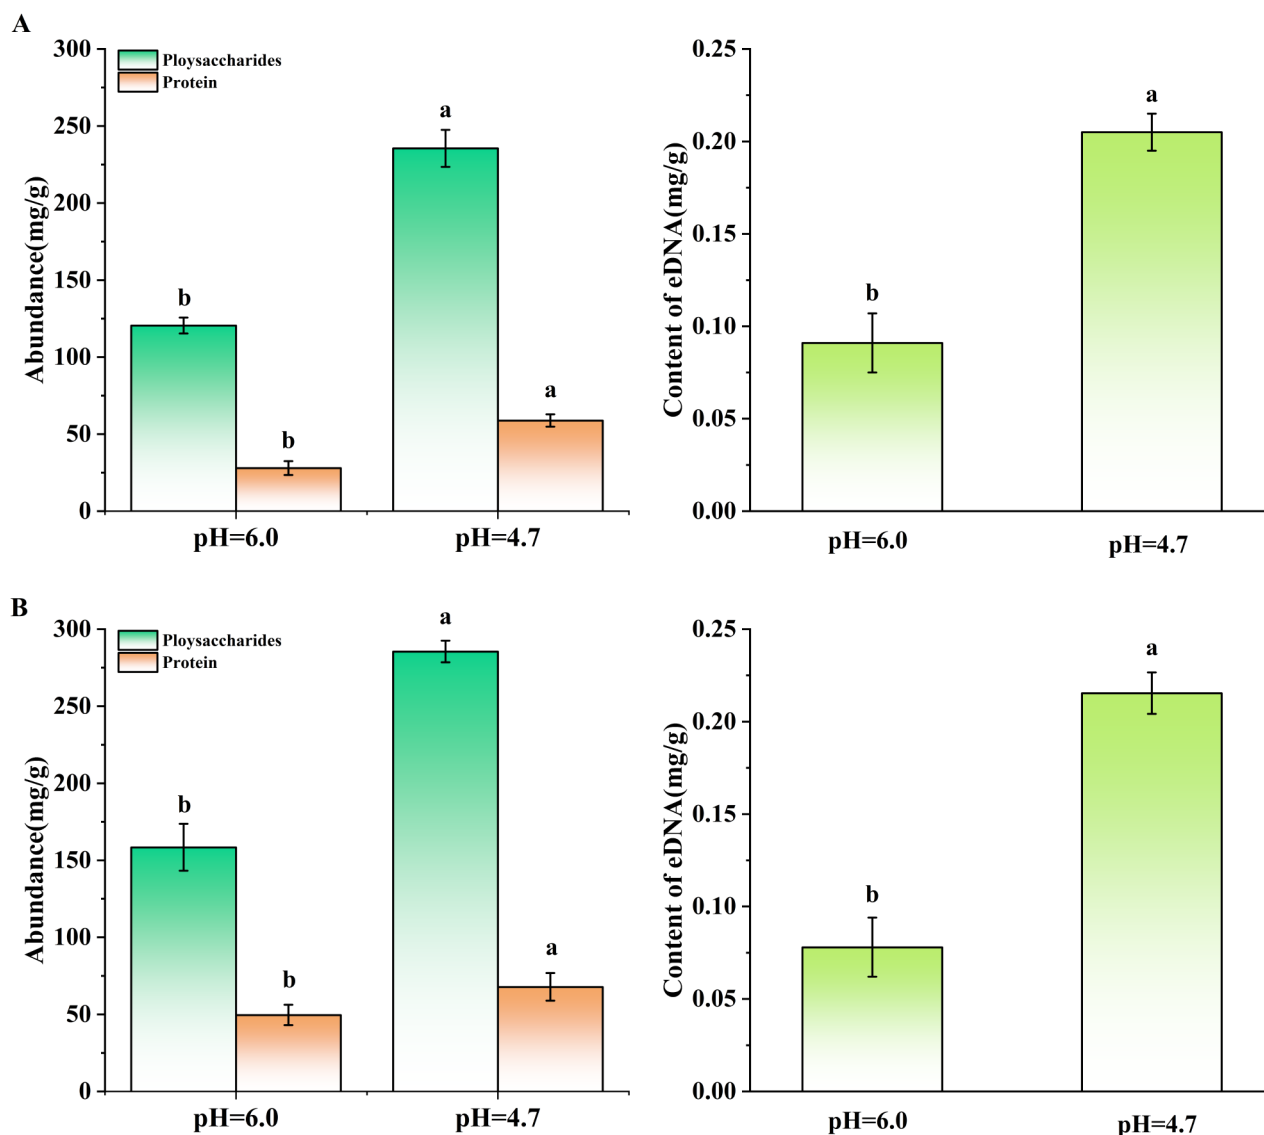 A
300
250
200
150
100
50
0
Abundance(mg/g)
Ploysaccharides
Protein
b
b
a
a
pH=6.0
pH=4.7
0.25
0.20
0.15
0.10
0.05
0.00
Content of eDNA(mg/g)
b
a
pH=6.0
pH=4.7
B
300
250
200
150
100
50
0
Abundance(mg/g)
Ploysaccharides
Protein
b
b
a
a
pH=6.0
pH=4.7
0.25
0.20
0.15
0.10
0.05
0.00
Content of eDNA(mg/g)
b
a
pH=6.0
pH=4.7